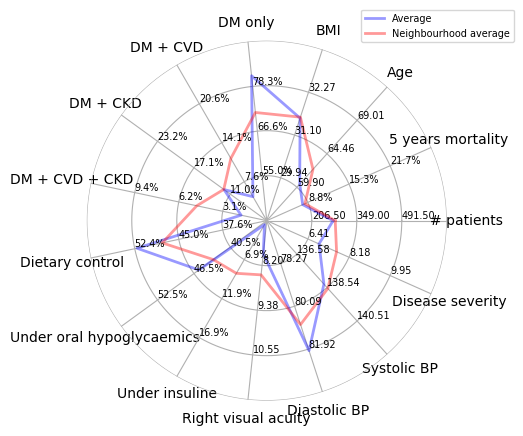 Average
Neighbourhood average
DM only
BMI
Age
5 years mortality
# patients
Disease severity
Systolic BP
Diastolic BP
Right visual acuity
Under insuline
Under oral hypoglycaemics
Dietary control
DM + CVD + CKD
DM + CKD
DM + CVD
206.50
349.00
491.50
8.8%
15.3%
21.7%
59.90
64.46
69.01
29.94
31.10
32.27
55.0%
66.6%
78.3%
7.6%
14.1%
20.6%
11.0%
17.1%
23.2%
3.1%
6.2%
9.4%
37.6%
45.0%
52.4%
40.5%
46.5%
52.5%
6.9%
11.9%
16.9%
8.20
9.38
10.55
78.27
80.09
81.92
136.58
138.54
140.51
6.41
8.18
9.95